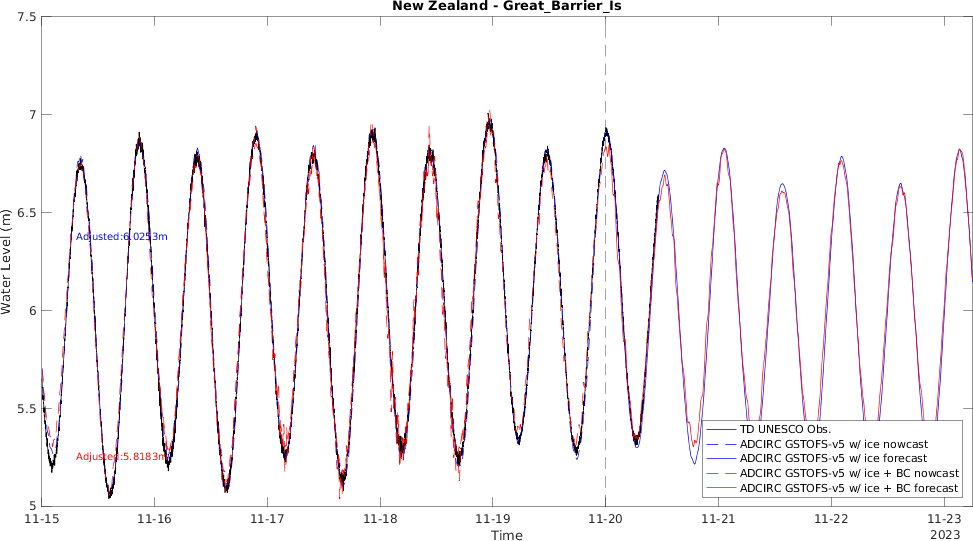 New Zealand - Great_Barrier_Is
7.5
7
6.5
6
5.5
5
Water Level (m)
Adjusted:6.0253m
Adjusted:5.8183m
TD UNESCO Obs.
ADCIRC GSTOFS-v5 w/ ice nowcast
ADCIRC GSTOFS-v5 w/ ice forecast
ADCIRC GSTOFS-v5 w/ ice + BC nowcast
ADCIRC GSTOFS-v5 w/ ice + BC forecast
11-15 11-16 11-17 11-18 11-19 11-20 11-21 11-22 11-23
Time 2023